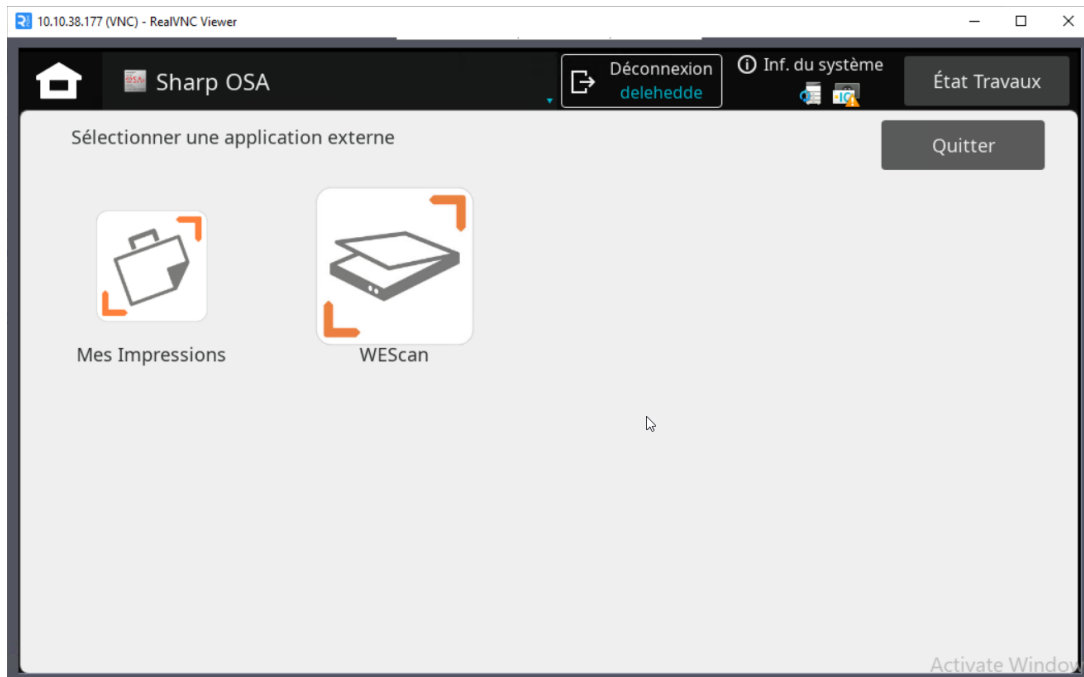 10.10.38.177 (VNC) - RealVNC Viewer
Sharp OSA
Déconnexion
delehedde
Inf. du système
État Travaux
Sélectionner une application externe
Quitter
Mes Impressions
WEScan
Activate Window